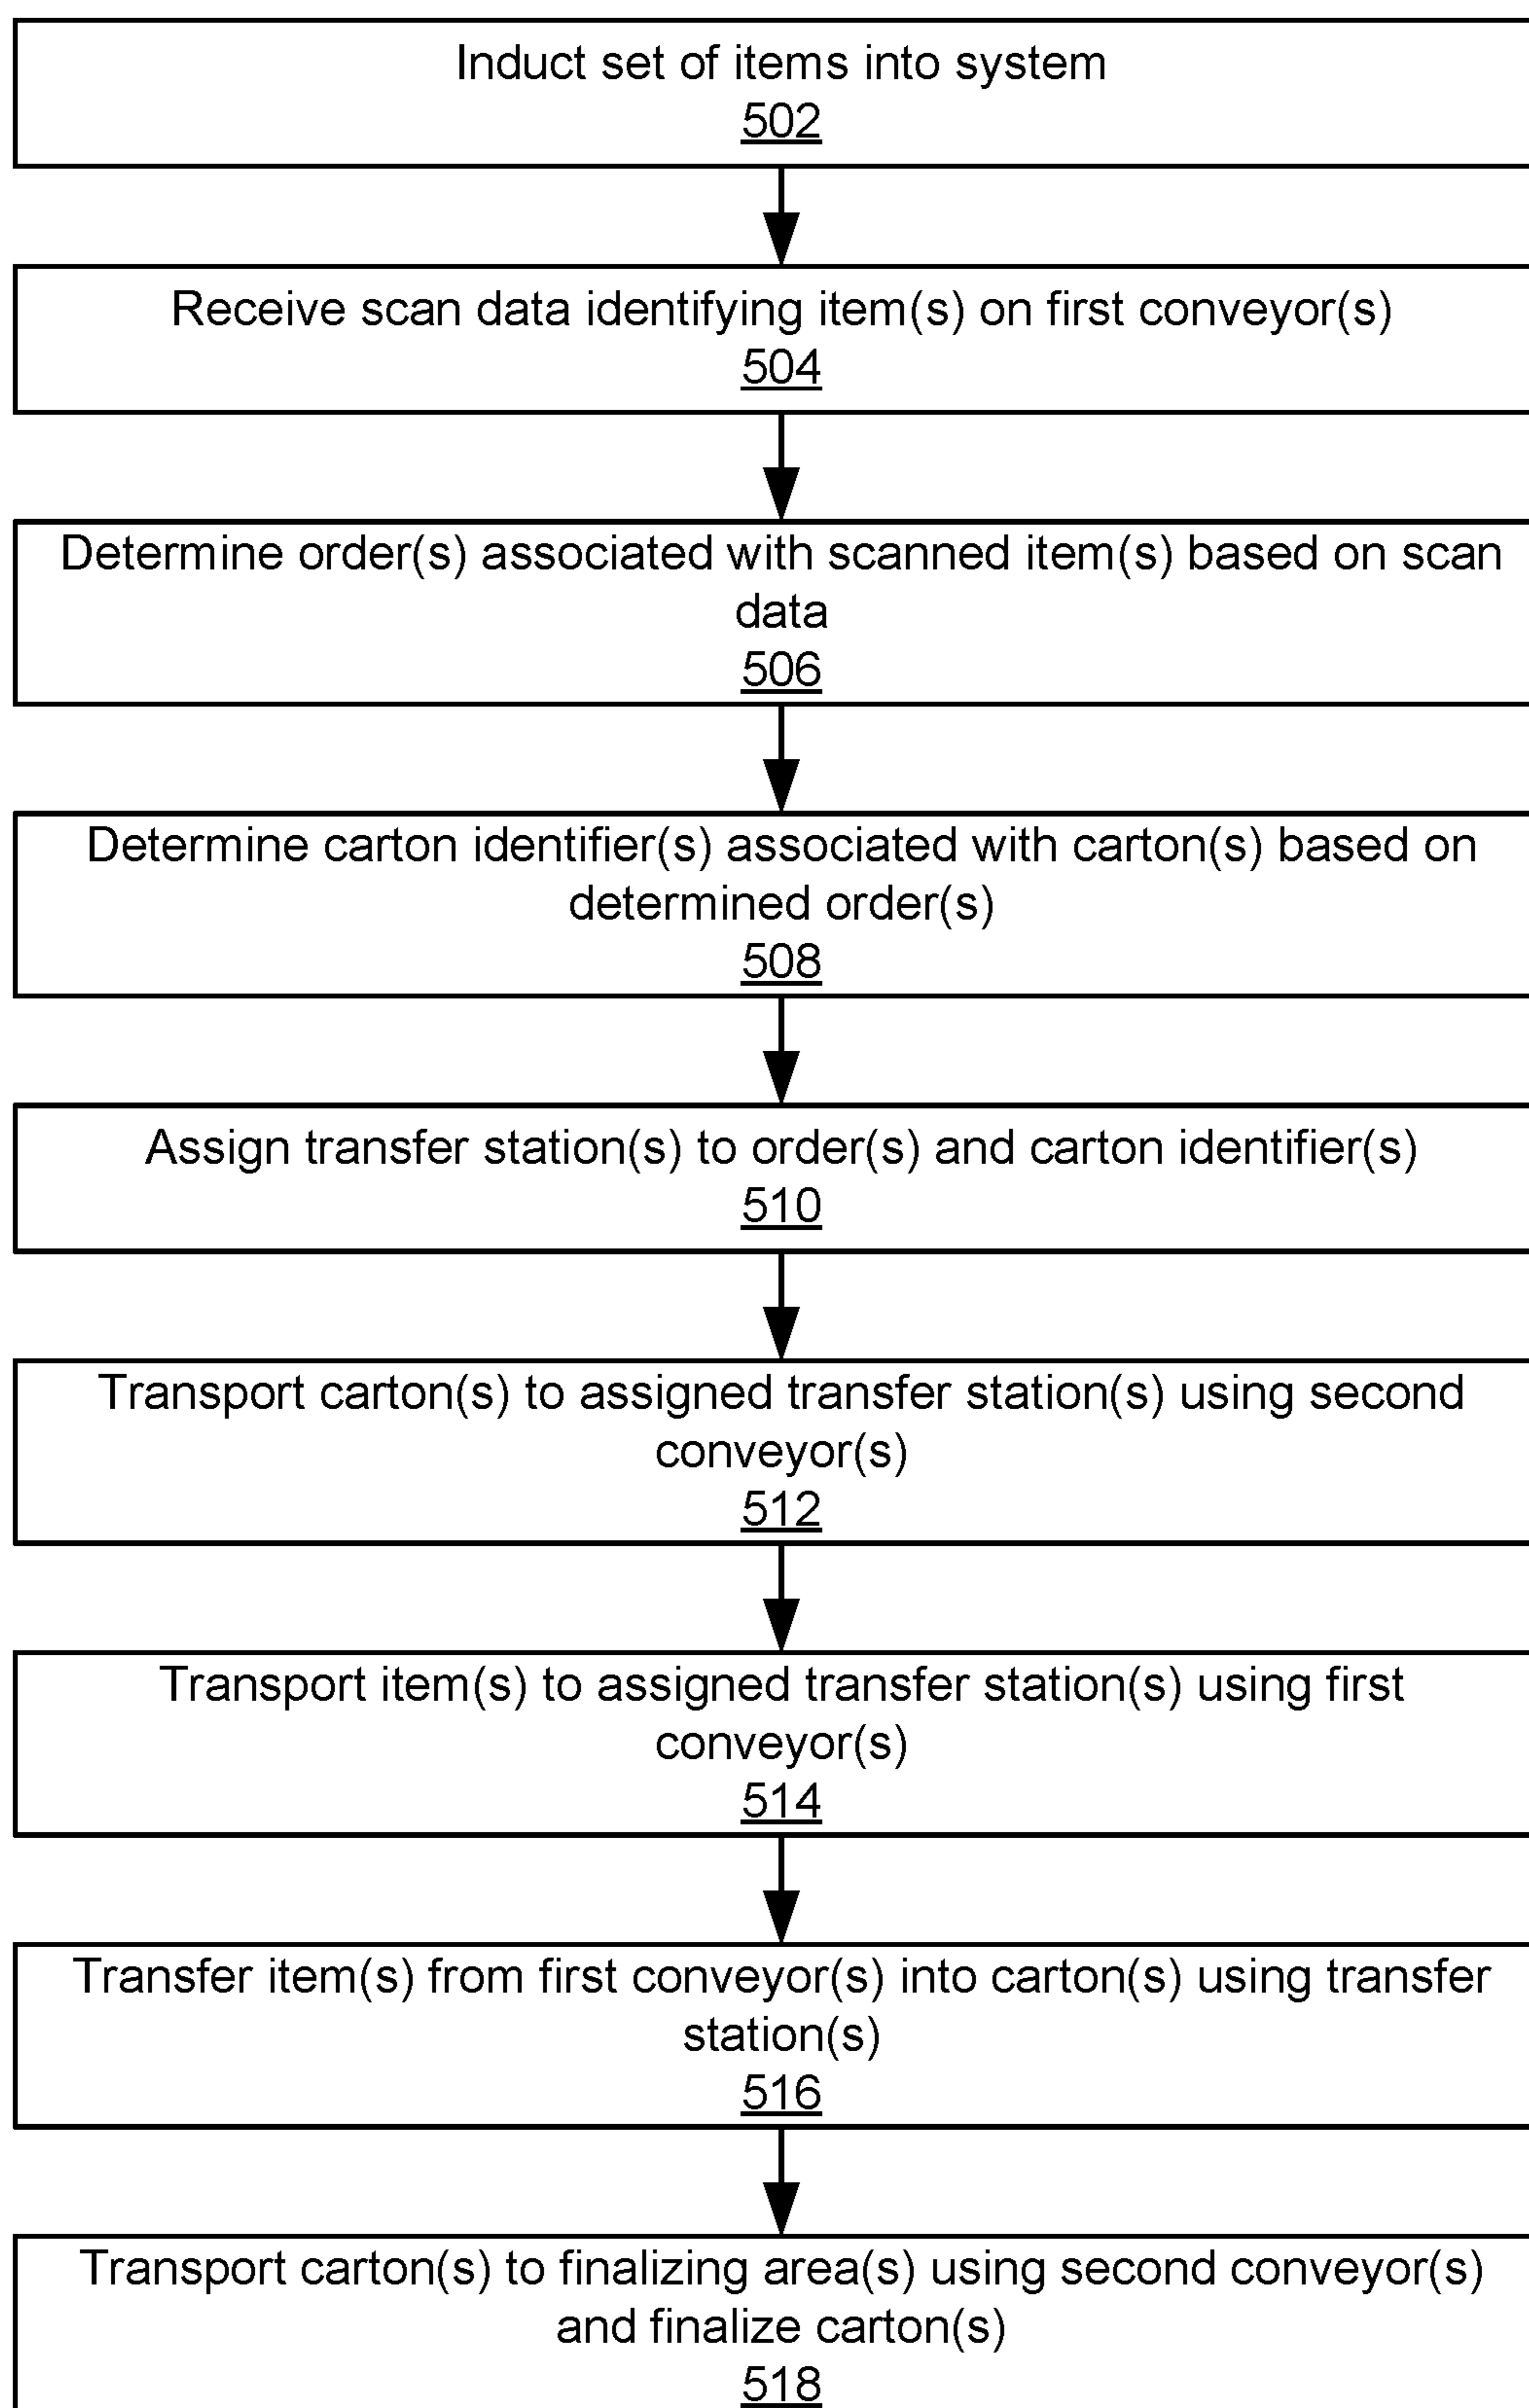 Induct set of items into system
502
Receive scan data identifying item(s) on first conveyor(s)
504
Determine order(s) associated with scanned item(s) based on scan
data
506
Determine carton identifier(s) associated with carton(s) based on
determined order(s)
508
Assign transfer station(s) to order(s) and carton identifier(s)
510
Transport carton(s) to assigned transfer station(s) using second
conveyor(s)
512
Transport item(s) to assigned transfer station(s) using first
conveyor(s)
514
Transfer item(s) from first conveyor(s) into carton(s) using transfer
station(s)
516
Transport carton(s) to finalizing area(s) using second conveyor(s)
and finalize carton(s)
518